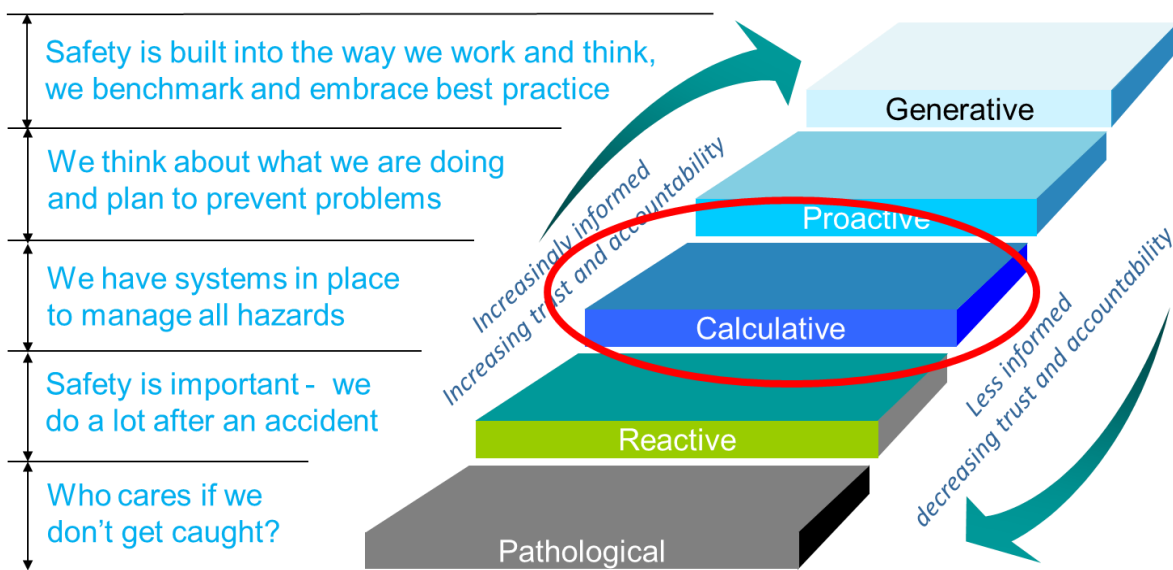 Safety is built into the way we work and think,
we benchmark and embrace best practice
We think about what we are doing
and plan to prevent problems
We have systems in place
to manage all hazards
Safety is important -  we
do a lot after an accident
Who cares if we
don’t get caught?
Increasingly informed
Increasing trust and accountability
Generative
Proactive
Calculative
Reactive
Pathological
Less informed
decreasing trust and accountability